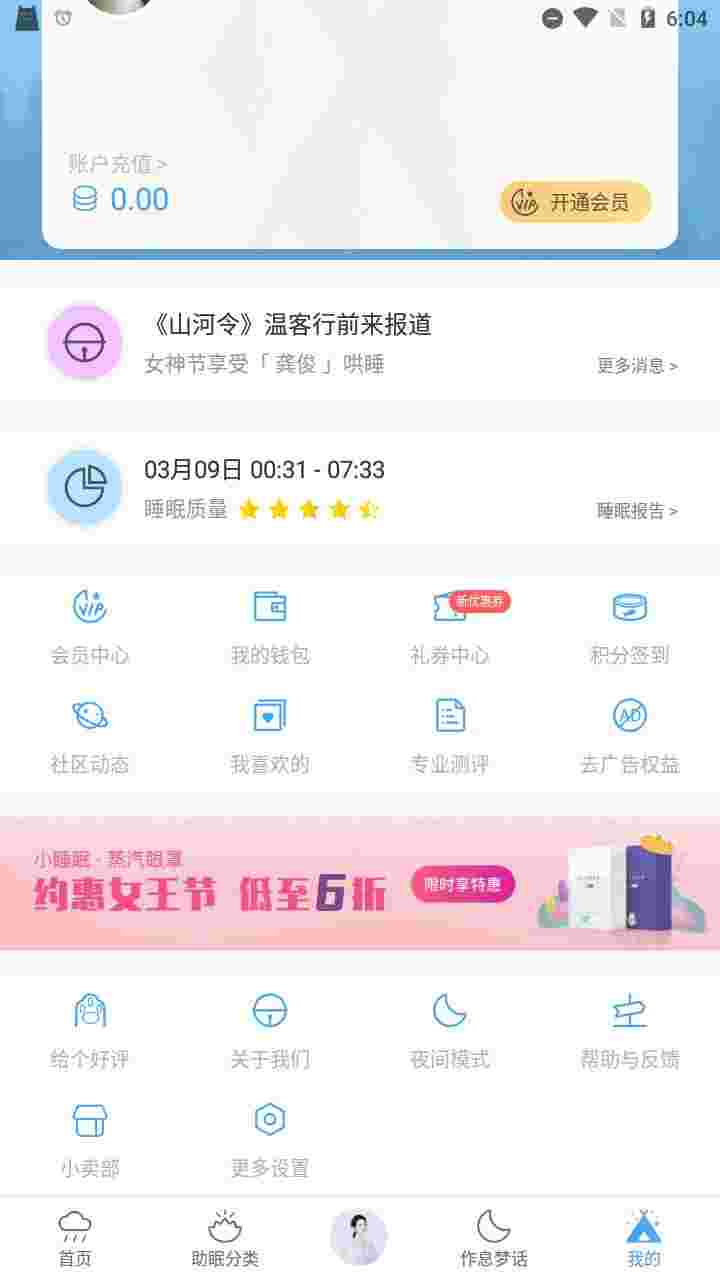 6:04
账户充值 >
0.00
VIP 开通会员
《山河令》温客行前来报道
女神节享受「 龚俊 」哄睡
更多消息 >
03月09日 00:31 - 07:33
睡眠质量
睡眠报告 >
VIP
新优惠券
会员中心 我的钱包 礼券中心 积分签到
AD
社区动态 我喜欢的 专业测评 去广告权益
小睡眠 · 蒸汽眼罩
约惠女王节 低至6折
限时享特惠
给个好评 关于我们 夜间模式 帮助与反馈
小卖部 更多设置
首页 助眠分类 作息梦话 我的